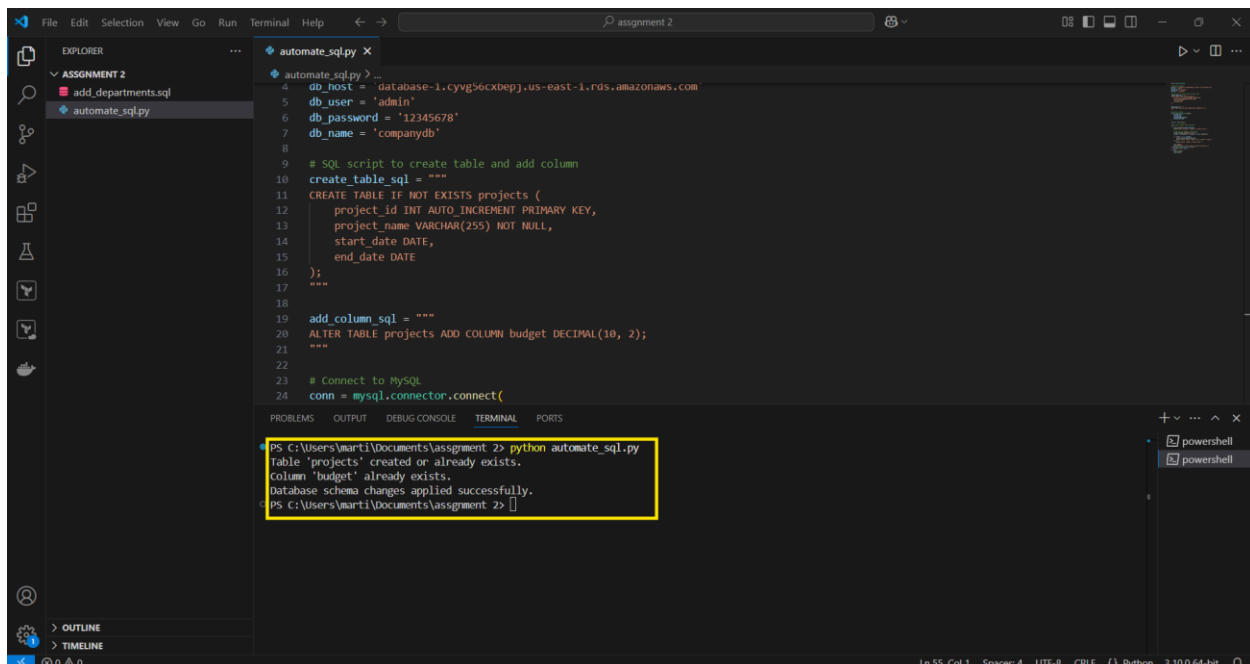 File Edit Selection View Go Run Terminal Help
assgnment 2
EXPLORER
ASSGNMENT 2
add_departments.sql
automate_sql.py
automate_sql.py
automate_sql.py > ...
4 db_host = 'database-1.cyvg56cxbepj.us-east-1.rds.amazonaws.com'
5 db_user = 'admin'
6 db_password = '12345678'
7 db_name = 'companydb'
8
9 # SQL script to create table and add column
10 create_table_sql = """
11 CREATE TABLE IF NOT EXISTS projects (
12 project_id INT AUTO_INCREMENT PRIMARY KEY,
13 project_name VARCHAR(255) NOT NULL,
14 start_date DATE,
15 end_date DATE
16 );
17 """
18
19 add_column_sql = """
20 ALTER TABLE projects ADD COLUMN budget DECIMAL(10, 2);
21 """
22
23 # Connect to MySQL
24 conn = mysql.connector.connect(
PROBLEMS OUTPUT DEBUG CONSOLE TERMINAL PORTS
PS C:\Users\marti\Documents\assgnment 2> python automate_sql.py
Table 'projects' created or already exists.
Column 'budget' already exists.
Database schema changes applied successfully.
PS C:\Users\marti\Documents\assgnment 2>
powershell
powershell
OUTLINE
TIMELINE
1
0 0
Ln 55, Col 1 Spaces: 4 UTF-8 CRLF {} Python 3.10.0 64-bit